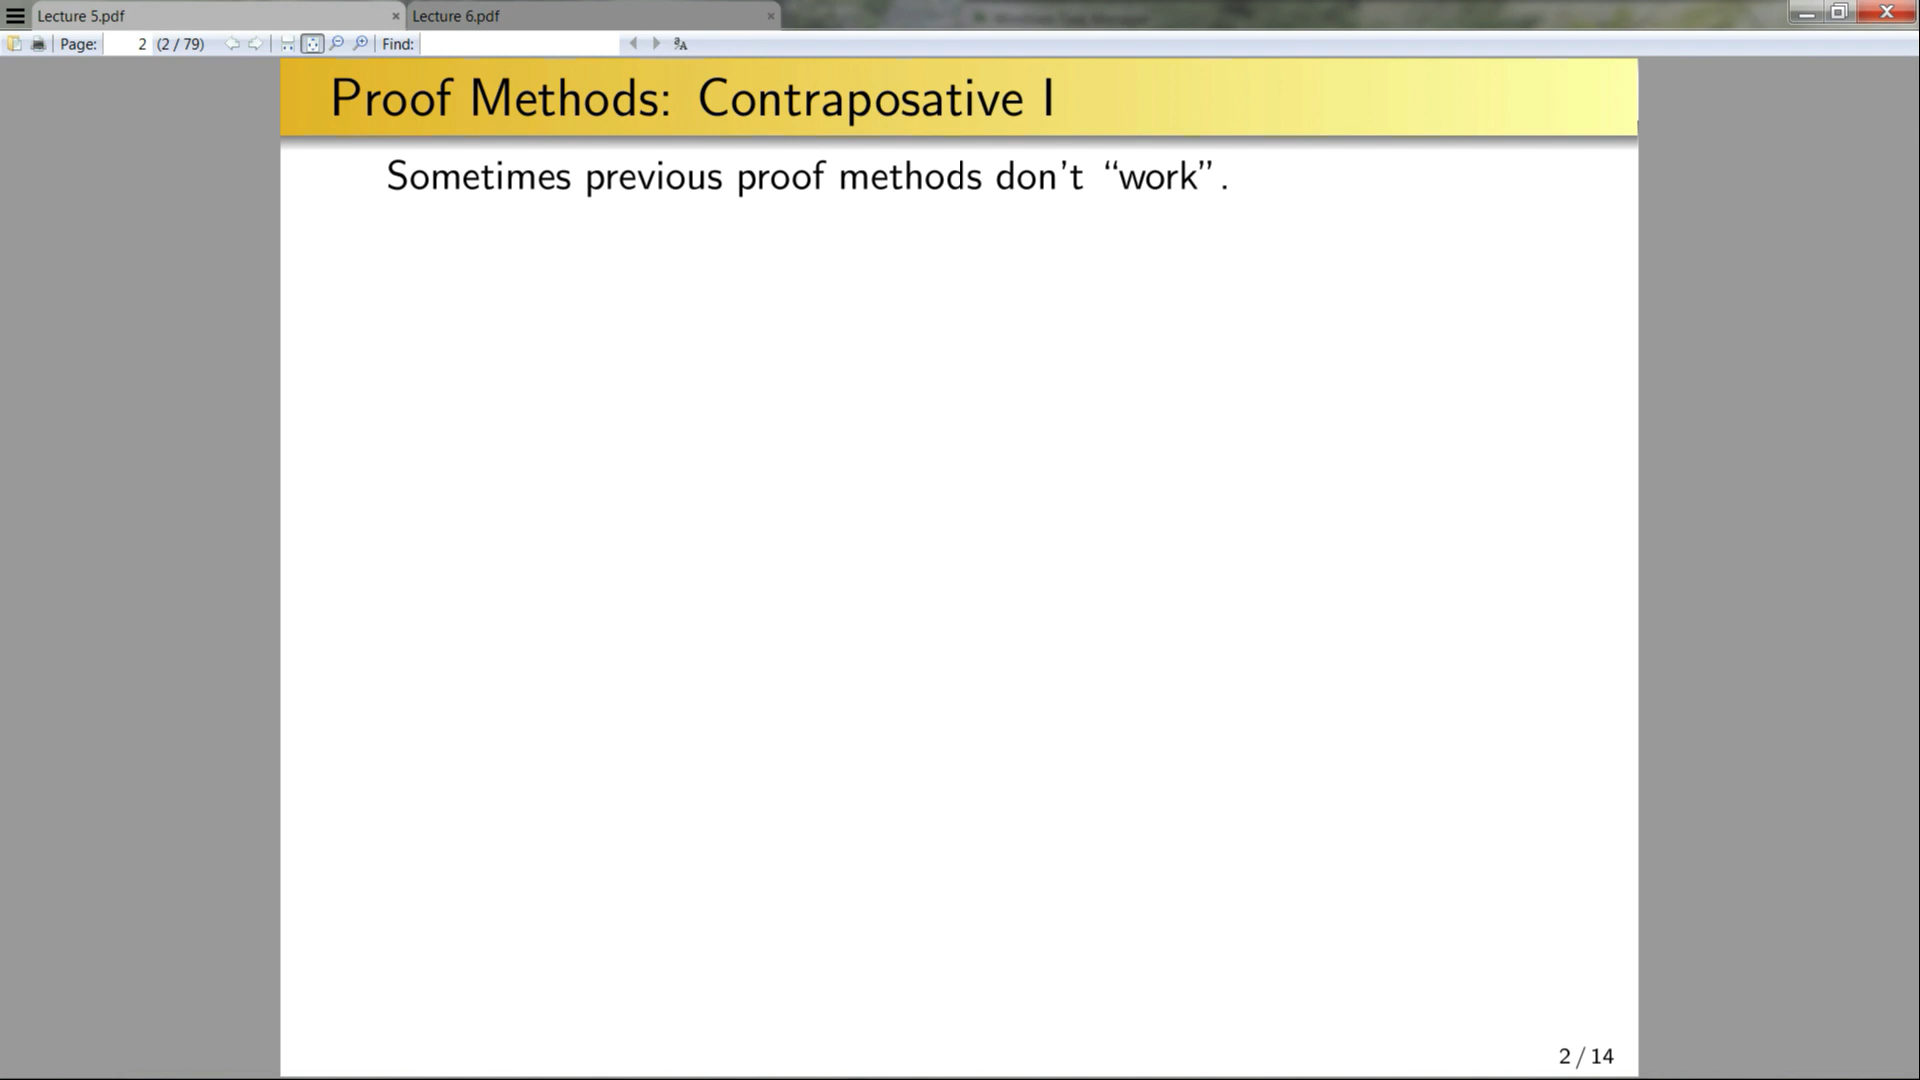 Lecture 5.pdf
Lecture 6.pdf
Page: 2 (2 / 79) Find:
Proof Methods: Contraposative I
Sometimes previous proof methods don't “work”.
2 / 14